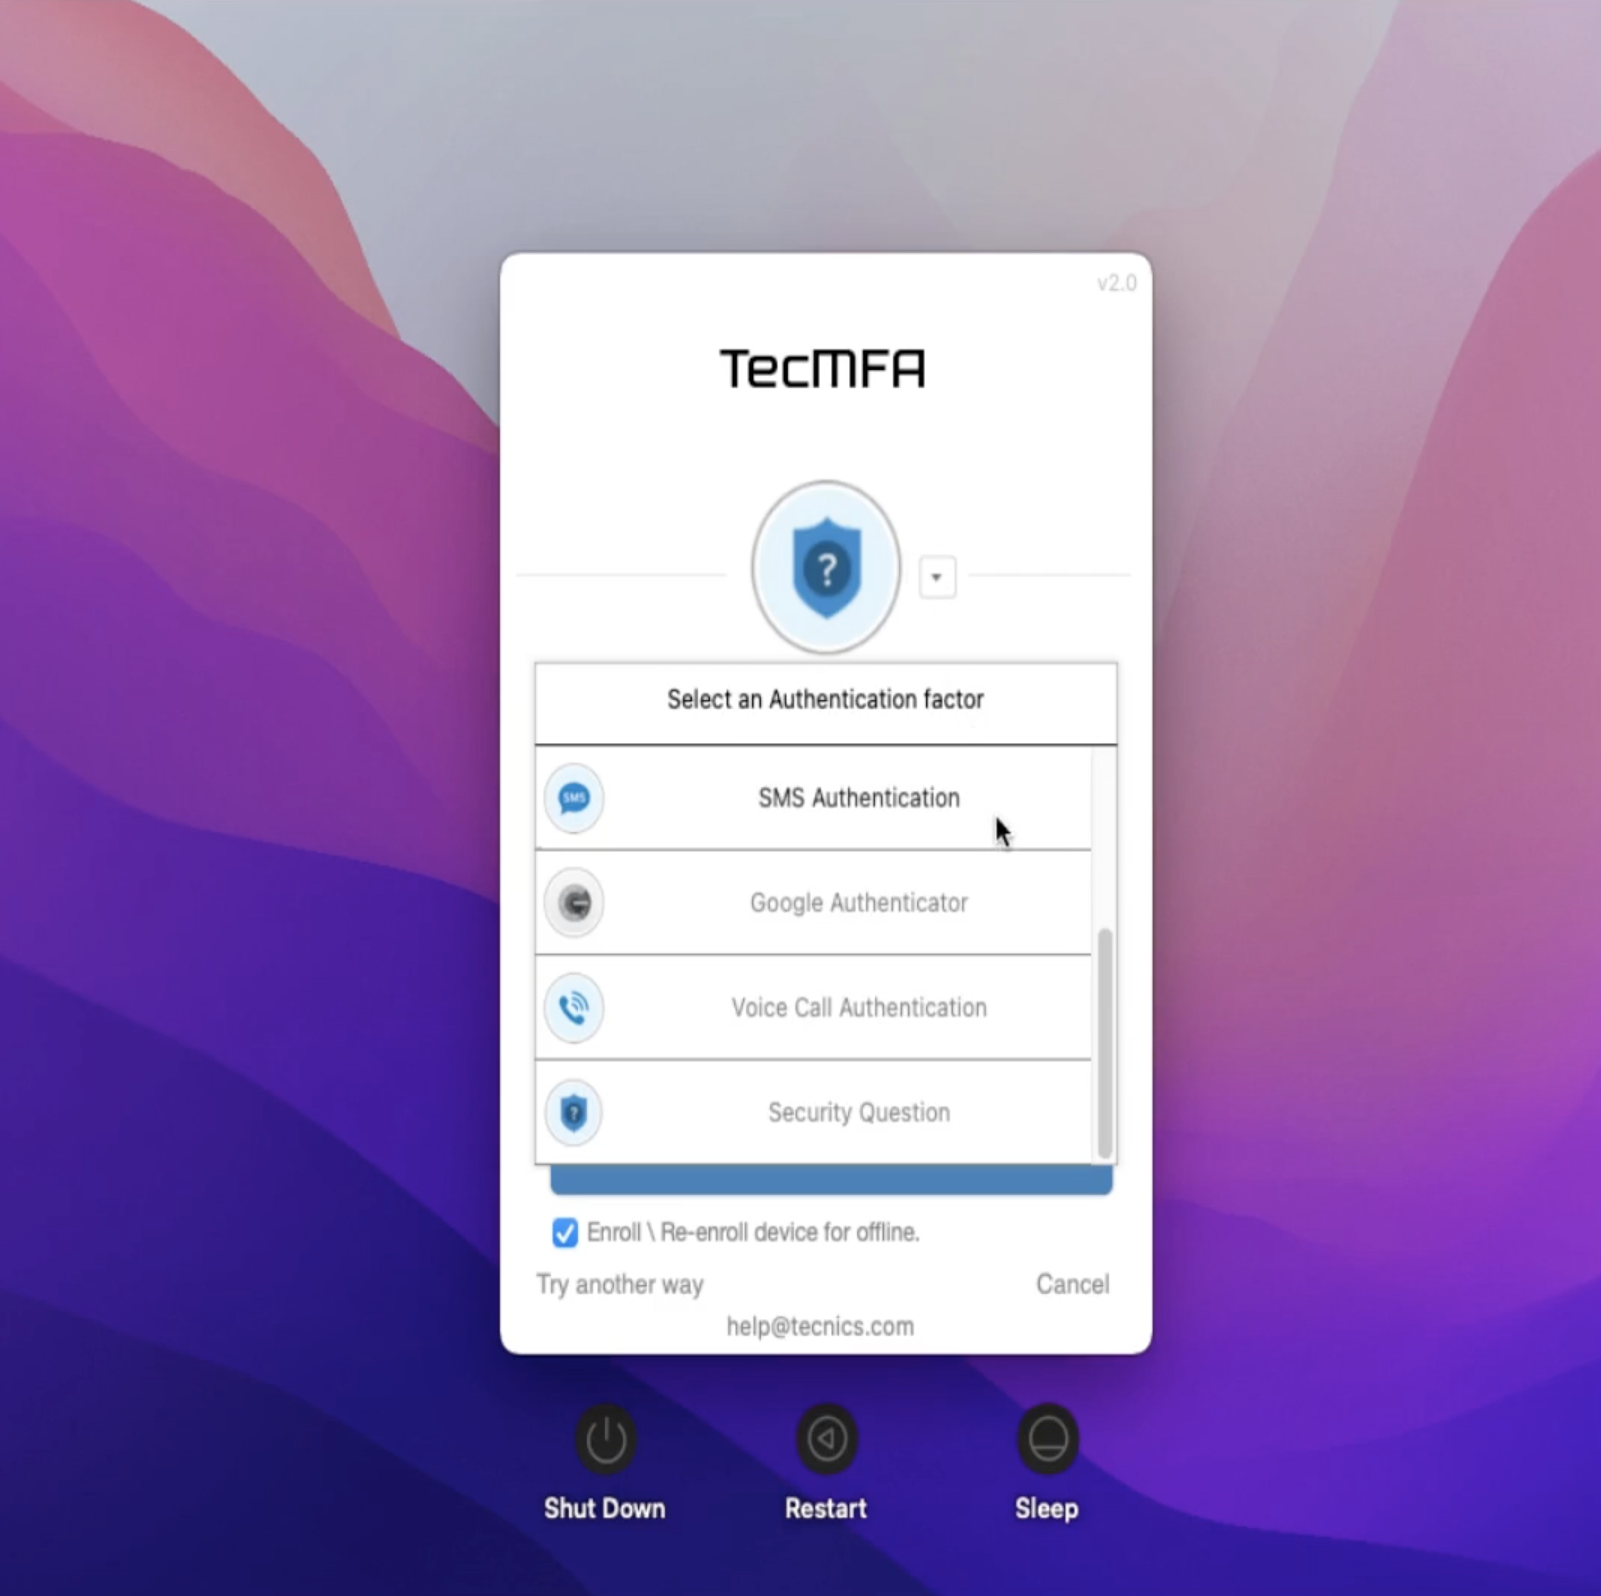 v2.0
TecMFA
?
Select an Authentication factor
SMS
SMS Authentication
Google Authenticator
Voice Call Authentication
?
Security Question
Enroll \ Re-enroll device for offline.
Try another way
Cancel
help@tecnics.com
Shut Down
Restart
Sleep